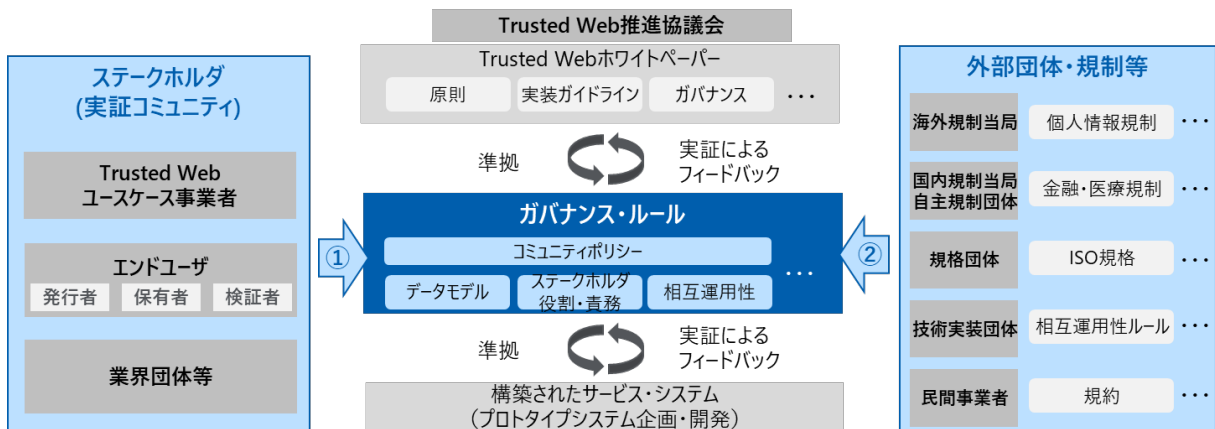 Trusted Web推進協議会
Trusted Webホワイトペーパー
原則
実装ガイドライン
ガバナンス
・・・
準拠
実証による
フィードバック
ステークホルダ
(実証コミュニティ)
Trusted Web
ユースケース事業者
エンドユーザ
発行者
保有者
検証者
業界団体等
①
ガバナンス・ルール
コミュニティポリシー
データモデル
ステークホルダ
役割・責務
相互運用性
・・・
②
準拠
実証による
フィードバック
構築されたサービス・システム
(プロトタイプシステム企画・開発)
外部団体・規制等
海外規制当局
個人情報規制
・・・
国内規制当局
自主規制団体
金融・医療規制
・・・
規格団体
ISO規格
・・・
技術実装団体
相互運用性ルール
・・・
民間事業者
規約
・・・